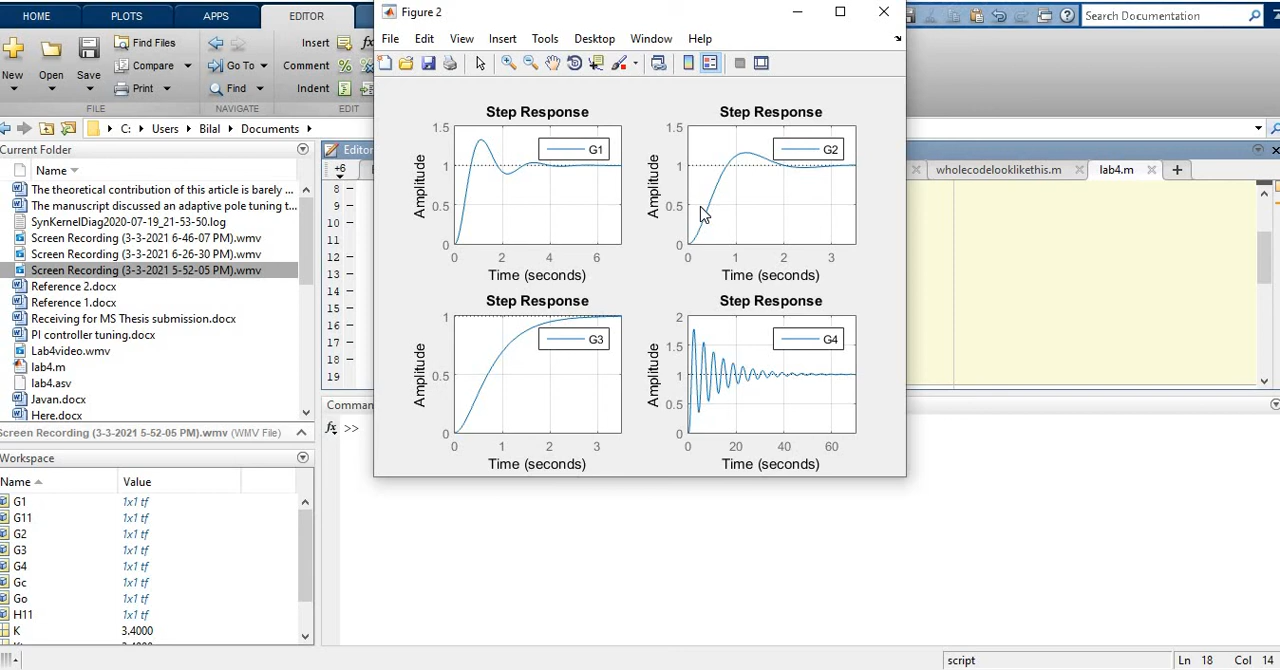 HOME
PLOTS
APPS
EDITOR
Search Documentation
New
Open
Save
Find Files
Compare
Print
Go To
Find
Insert
Comment
Indent
FILE
NAVIGATE
EDIT
C: Users Bilal Documents
Current Folder
Name
The theoretical contribution of this article is barely ...
The manuscript discussed an adaptive pole tuning t...
SynKernelDiag2020-07-19_21-53-50.log
Screen Recording (3-3-2021 6-46-07 PM).wmv
Screen Recording (3-3-2021 6-26-30 PM).wmv
Screen Recording (3-3-2021 5-52-05 PM).wmv
Reference 2.docx
Reference 1.docx
Receiving for MS Thesis submission.docx
PI controller tuning.docx
Lab4video.wmv
lab4.m
lab4.asv
Javan.docx
Here.docx
Screen Recording (3-3-2021 5-52-05 PM).wmv (WMV File)
Workspace
Name Value
G1 1x1 tf
G11 1x1 tf
G2 1x1 tf
G3 1x1 tf
G4 1x1 tf
Gc 1x1 tf
Go 1x1 tf
H11 1x1 tf
K 3.4000
Editor
+6
whole­codelooklikethis.m
lab4.m
8
9
10
11
12
13
14
15
16
17
18
19
Comman
fx >>
Figure 2
File Edit View Insert Tools Desktop Window Help
Step Response
1.5
1
0.5
0
Amplitude
G1
0 2 4 6
Time (seconds)
Step Response
1.5
1
0.5
0
Amplitude
G2
0 1 2 3
Time (seconds)
Step Response
1
0.5
0
Amplitude
G3
0 1 2 3
Time (seconds)
Step Response
2
1.5
1
0.5
0
Amplitude
G4
0 20 40 60
Time (seconds)
script
Ln 18 Col 14